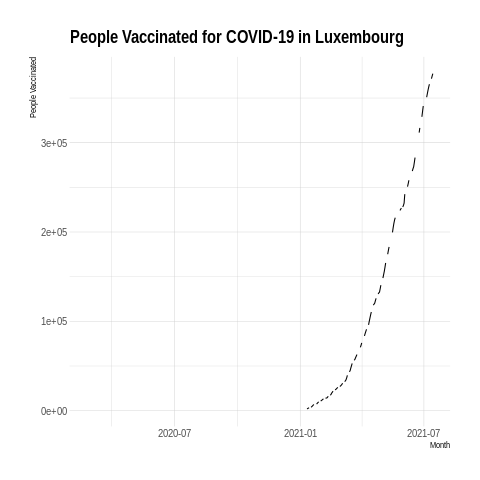 People Vaccinated for COVID-19 in Luxembourg
People Vaccinated
3e+05
2e+05
1e+05
0e+00
2020-07 2021-01 2021-07
Month